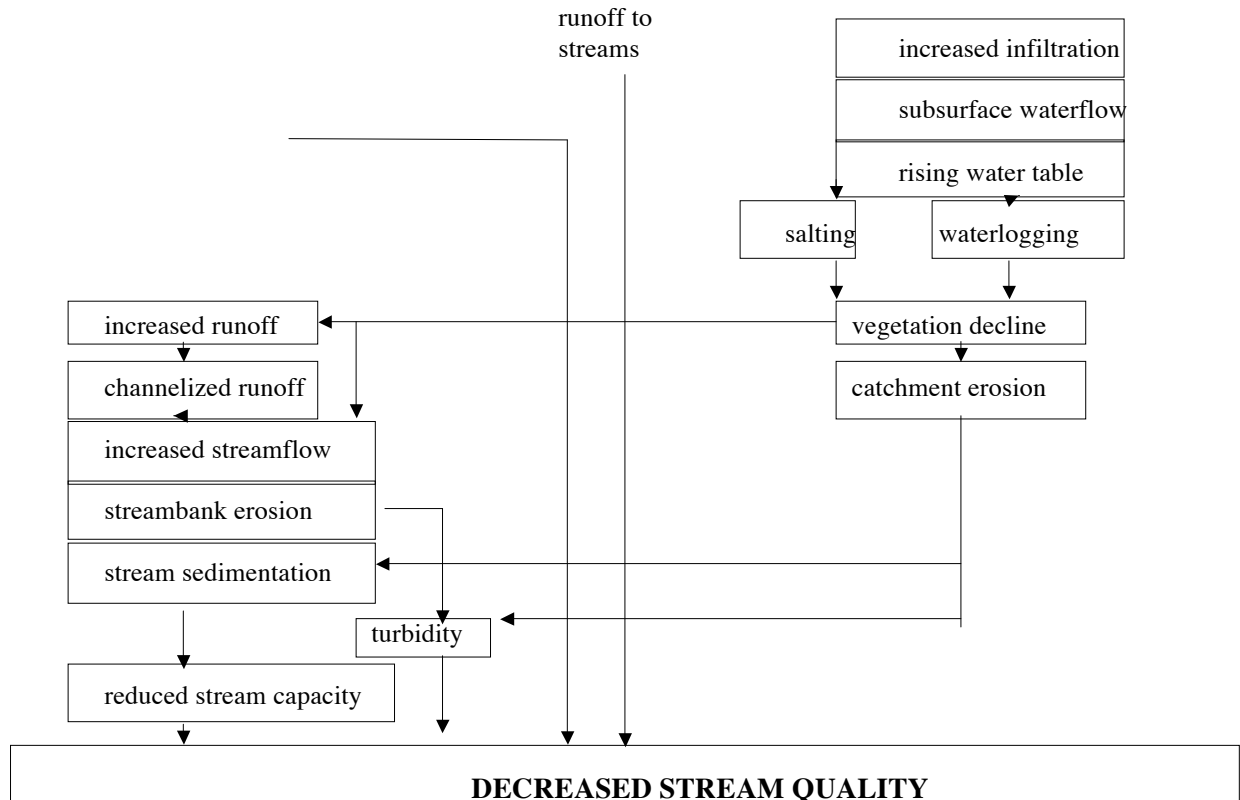 runoff to
streams
increased infiltration
subsurface waterflow
rising water table
salting
waterlogging
increased runoff
vegetation decline
channelized runoff
catchment erosion
increased streamflow
streambank erosion
stream sedimentation
turbidity
reduced stream capacity
DECREASED STREAM QUALITY